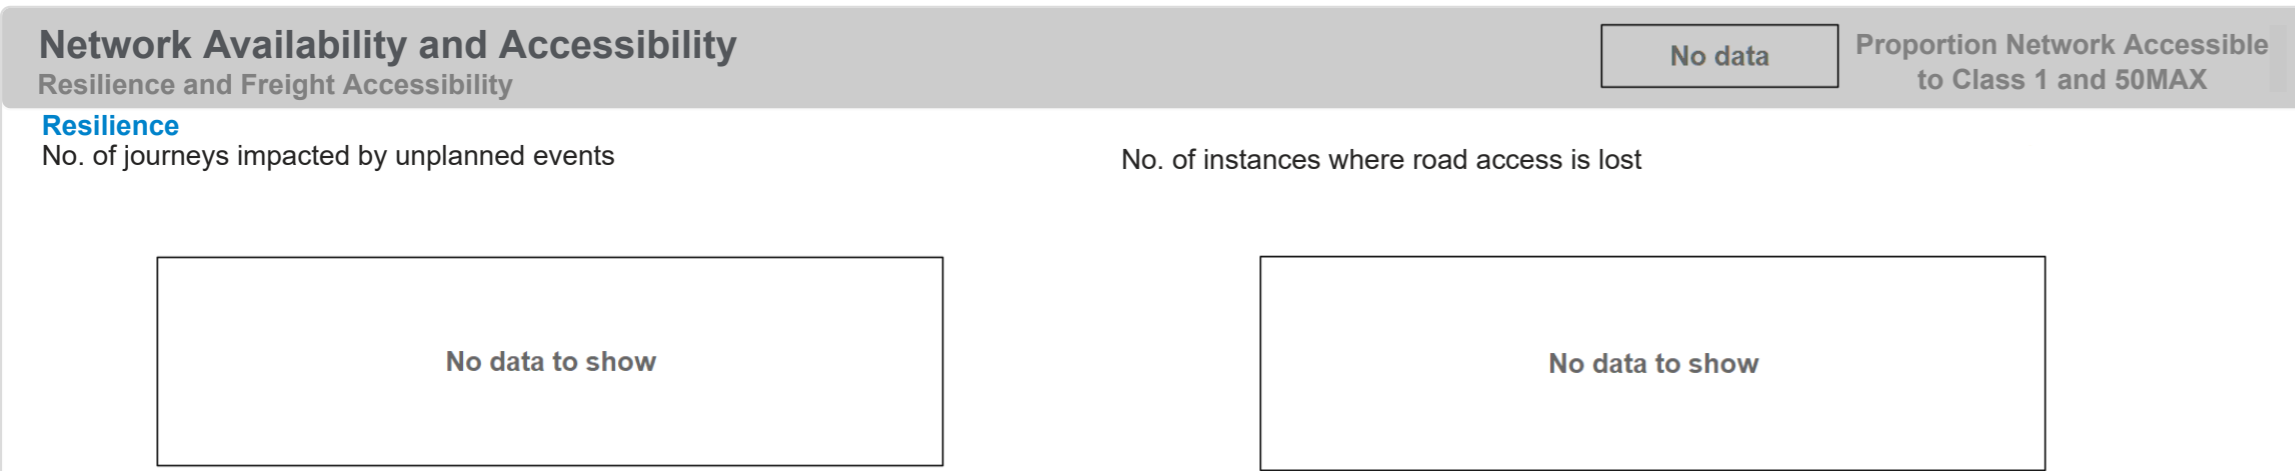 Network Availability and Accessibility
Resilience and Freight Accessibility
No data
Proportion Network Accessible
to Class 1 and 50MAX
Resilience
No. of journeys impacted by unplanned events
No. of instances where road access is lost
No data to show
No data to show